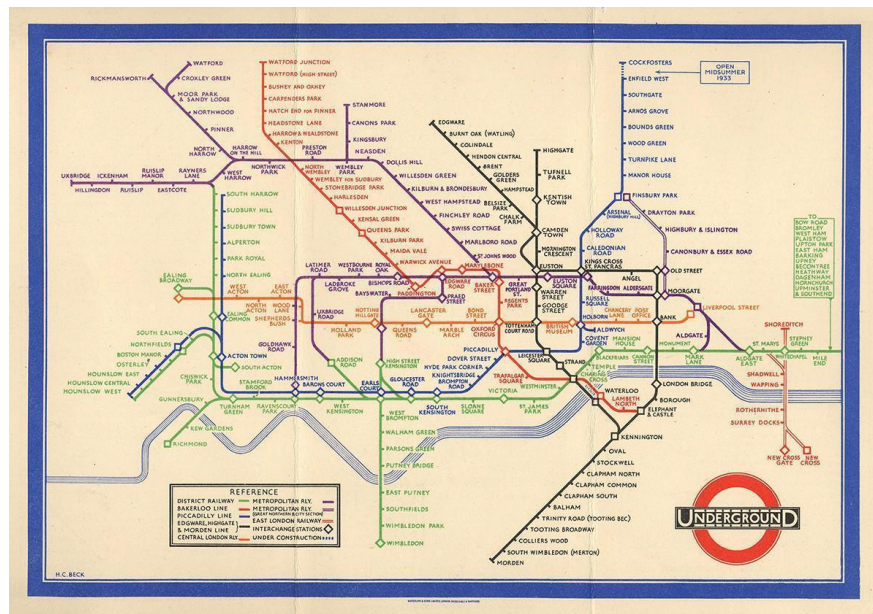 WATFORD
CROXLEY GREEN
RICKMANSWORTH
MOOR PARK
& SANDY LODGE
NORTHWOOD
PINNER
NORTH
HARROW
HARROW
ON THE HILL
NORTHWICK
PARK
PRESTON
ROAD
WEMBLEY
PARK
WEST
HARROW
RAYNERS
LANE
EASTCOTE
RUISLIP
MANOR
RUISLIP
ICKENHAM
HILLINGDON
UXBRIDGE
WATFORD JUNCTION
WATFORD (HIGH STREET)
BUSHEY AND OXHEY
CARPENDERS PARK
HATCH END FOR PINNER
HEADSTONE LANE
HARROW & WEALDSTONE
KENTON
NORTH
WEMBLEY
WEMBLEY FOR SUDBURY
STONEBRIDGE PARK
HARLESDEN
WILLESDEN JUNCTION
KENSAL GREEN
QUEENS PARK
KILBURN PARK
MAIDA VALE
WARWICK AVENUE
STANMORE
CANONS PARK
KINGSBURY
NEASDEN
DOLLIS HILL
WILLESDEN GREEN
KILBURN & BRONDESBURY
WEST HAMPSTEAD
FINCHLEY ROAD
SWISS COTTAGE
MARLBORO ROAD
ST JOHNS WOOD
EDGWARE
BURNT OAK (WATLING)
COLINDALE
HENDON CENTRAL
BRENT
GOLDERS
GREEN
HAMPSTEAD
BELSIZE
PARK
CHALK
FARM
HIGHGATE
TUFNELL
PARK
KENTISH
TOWN
CAMDEN
TOWN
MORNINGTON
CRESCENT
EUSTON
COCKFOSTERS
ENFIELD WEST
SOUTHGATE
ARNOS GROVE
BOUNDS GREEN
WOOD GREEN
TURNPIKE LANE
MANOR HOUSE
FINSBURY PARK
OPEN
MIDSUMMER
1933
ARSENAL
(HIGHBURY HILL)
HOLLOWAY
ROAD
CALEDONIAN
ROAD
KINGS CROSS
ST. PANCRAS
DRAYTON PARK
HIGHBURY & ISLINGTON
CANONBURY & ESSEX ROAD
OLD STREET
ANGEL
MOORGATE
TO
BOW ROAD
BROMLEY
WEST HAM
PLAISTOW
UPTON PARK
EAST HAM
BARKING
UPNEY
BECONTREE
HEATHWAY
DAGENHAM
HORNCHURCH
UPMINSTER
& SOUTHEND
SOUTH HARROW
SUDBURY HILL
SUDBURY TOWN
ALPERTON
PARK ROYAL
NORTH EALING
EALING
BROADWAY
WEST
ACTON
EAST
ACTON
NORTH
ACTON
WOOD
LANE
SHEPHERDS
BUSH
EALING
COMMON
SOUTH EALING
NORTHFIELDS
BOSTON MANOR
OSTERLEY
HOUNSLOW EAST
HOUNSLOW CENTRAL
HOUNSLOW WEST
ACTON TOWN
SOUTH ACTON
CHISWICK
PARK
GUNNERSBURY
KEW GARDENS
RICHMOND
TURNHAM
GREEN
STAMFORD
BROOK
RAVENSCOURT
PARK
GOLDHAWK
ROAD
HAMMERSMITH
BARONS COURT
WEST
KENSINGTON
EARLS
COURT
LATIMER
ROAD
LADBROKE
GROVE
WESTBOURNE
PARK
ROYAL
OAK
BISHOPS ROAD
BAYSWATER
PADDINGTON
PRAED
STREET
EDGWARE
ROAD
MARYLEBONE
BAKER
STREET
GREAT
PORTLAND
REGENTS
PARK
EUSTON
SQUARE
WARREN
STREET
GOODGE
STREET
RUSSELL
SQUARE
FARRINGDON
ALDERSGATE
UXBRIDGE
ROAD
HOLLAND
PARK
NOTTING
HILL GATE
QUEENS
ROAD
LANCASTER
GATE
MARBLE
ARCH
BOND
STREET
OXFORD
CIRCUS
TOTTENHAM
COURT ROAD
BRITISH
MUSEUM
HOLBORN
CHANCERY
LANE
POST
OFFICE
BANK
LIVERPOOL STREET
ALDWYCH
COVENT
GARDEN
LEICESTER
SQUARE
STRAND
PICCADILLY
DOVER STREET
HYDE PARK CORNER
KNIGHTSBRIDGE
BROMPTON
ROAD
TRAFALGAR
SQUARE
ADDISON
ROAD
HIGH STREET
KENSINGTON
GLOUCESTER
ROAD
SOUTH
KENSINGTON
SLOANE
SQUARE
VICTORIA
ST JAMES
PARK
WESTMINSTER
CHARING
CROSS
TEMPLE
BLACKFRIARS
MANSION
HOUSE
CANNON
STREET
MONUMENT
MARK
LANE
ALDGATE
ALDGATE
EAST
ST. MARYS
WHITECHAPEL
STEPNEY
GREEN
MILE
END
SHOREDITCH
SHADWELL
WAPPING
ROTHERHITHE
SURREY DOCKS
NEW CROSS
GATE
NEW
CROSS
WATERLOO
LAMBETH
NORTH
LONDON BRIDGE
BOROUGH
ELEPHANT
& CASTLE
KENNINGTON
OVAL
STOCKWELL
CLAPHAM NORTH
CLAPHAM COMMON
CLAPHAM SOUTH
BALHAM
TRINITY ROAD (TOOTING BEC)
TOOTING BROADWAY
COLLIERS WOOD
SOUTH WIMBLEDON (MERTON)
MORDEN
WEST
BROMPTON
WALHAM GREEN
PARSONS GREEN
PUTNEY BRIDGE
EAST PUTNEY
SOUTHFIELDS
WIMBLEDON PARK
WIMBLEDON
REFERENCE
DISTRICT RAILWAY
BAKERLOO LINE
PICCADILLY LINE
EDGWARE, HIGHGATE
& MORDEN LINE
CENTRAL LONDON RLY.
METROPOLITAN RLY.
METROPOLITAN RLY.
(GREAT NORTHERN & CITY SECTION)
EAST LONDON RAILWAY
INTERCHANGE STATIONS
UNDER CONSTRUCTION
UNDERGROUND
H.C. BECK